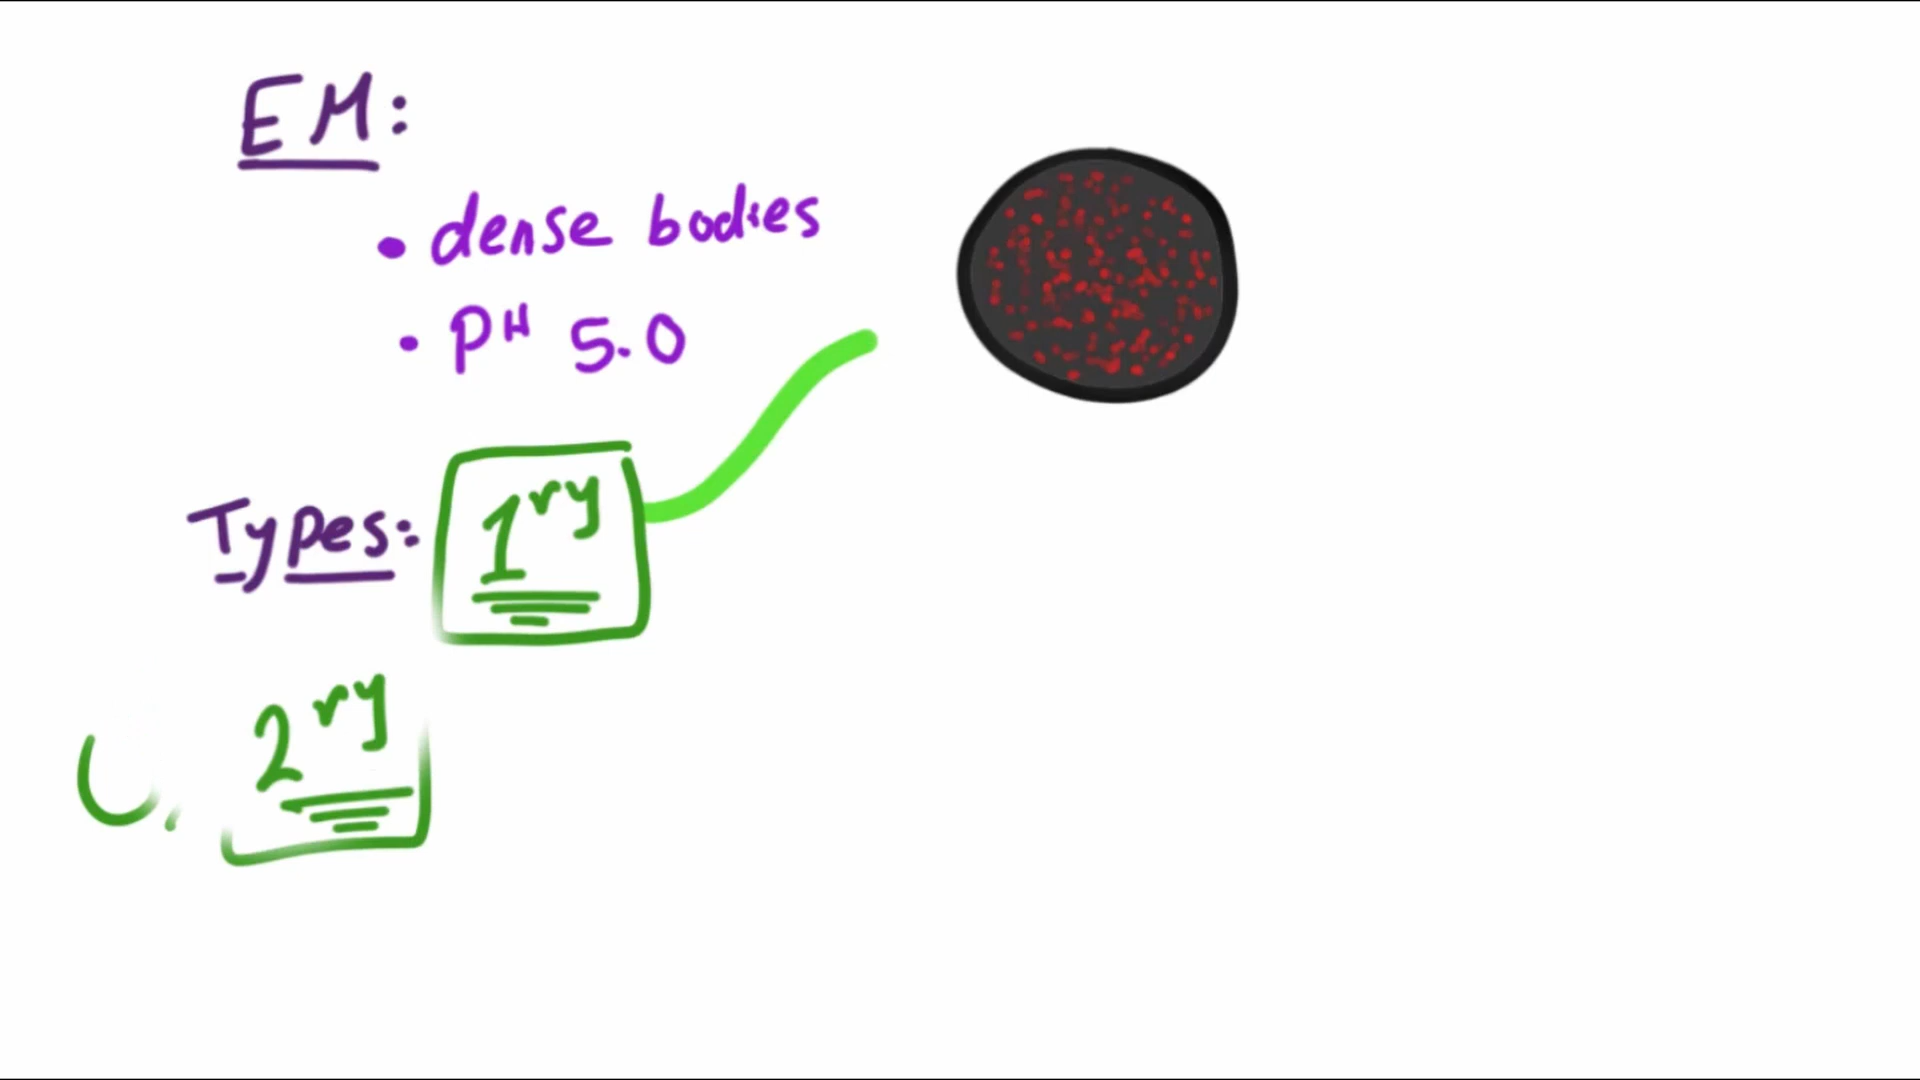 EM:
• dense bodies
• PH 5.0
Types: 1ry
2ry